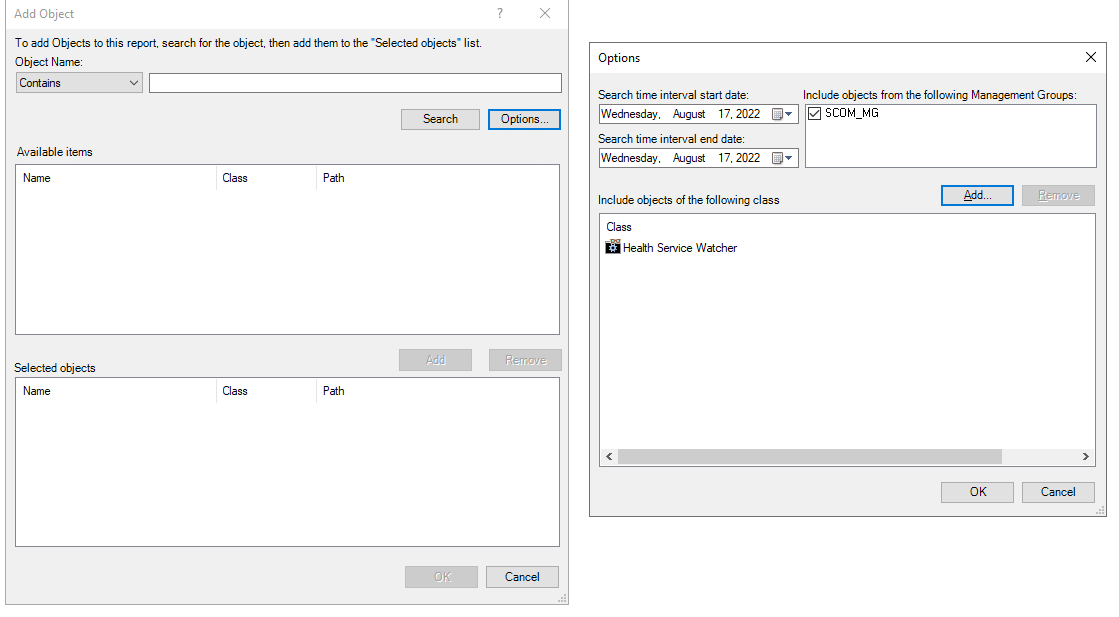 Add Object
?
To add Objects to this report, search for the object, then add them to the "Selected objects" list.
Object Name:
Contains
Search
Options...
Available items
Name Class Path
Add
Remove
Selected objects
Name Class Path
OK
Cancel
Options
Search time interval start date:
Wednesday, August 17, 2022
Search time interval end date:
Wednesday, August 17, 2022
Include objects from the following Management Groups:
SCOM_MG
Include objects of the following class
Add...
Remove
Class
Health Service Watcher
OK
Cancel